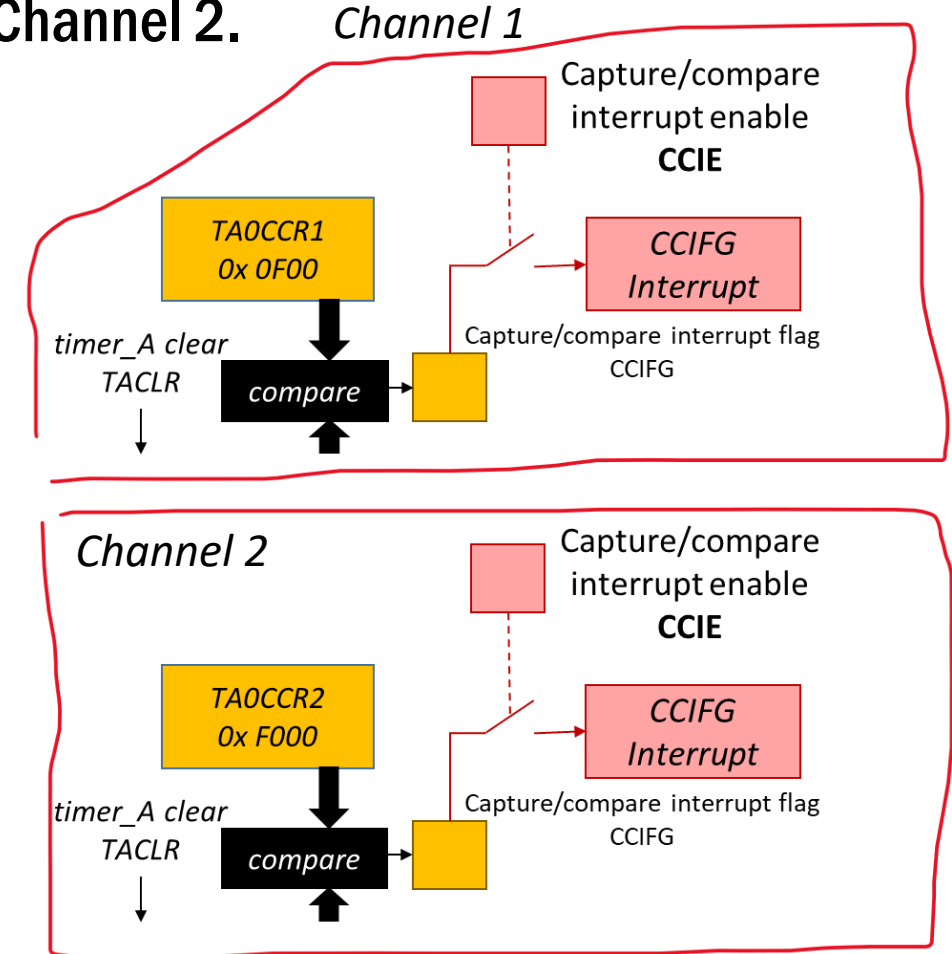 Channel 2.
Channel 1
Capture/compare
interrupt enable
CCIE
TA0CCR1
0x 0F00
CCIFG
Interrupt
timer_A clear
TACLR
Capture/compare interrupt flag
CCIFG
compare
Channel 2
Capture/compare
interrupt enable
CCIE
TA0CCR2
0x F000
CCIFG
Interrupt
timer_A clear
TACLR
Capture/compare interrupt flag
CCIFG
compare